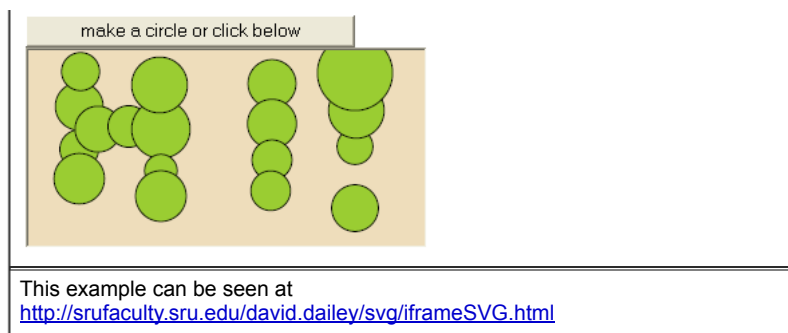 make a circle or click below
This example can be seen at
http://srufaculty.sru.edu/david.dailey/svg/iframeSVG.html